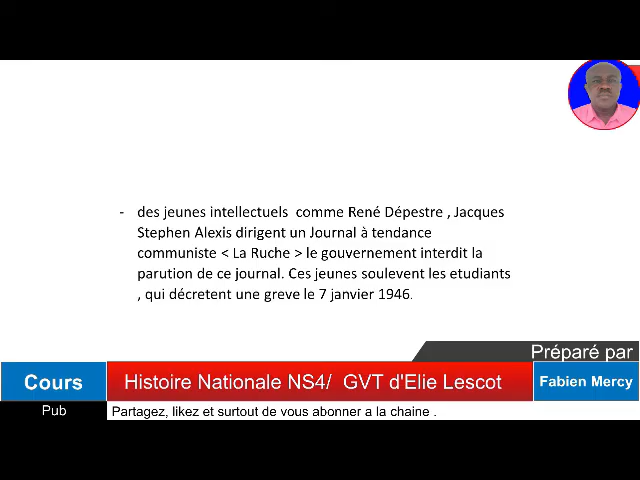 - des jeunes intellectuels comme René Dépestre , Jacques
Stephen Alexis dirigent un Journal à tendance
communiste < La Ruche > le gouvernement interdit la
parution de ce journal. Ces jeunes soulevent les etudiants
, qui décretent une greve le 7 janvier 1946.
Préparé par
Cours
Histoire Nationale NS4/ GVT d'Elie Lescot
Fabien Mercy
Pub
Partagez, likez et surtout de vous abonner a la chaine .